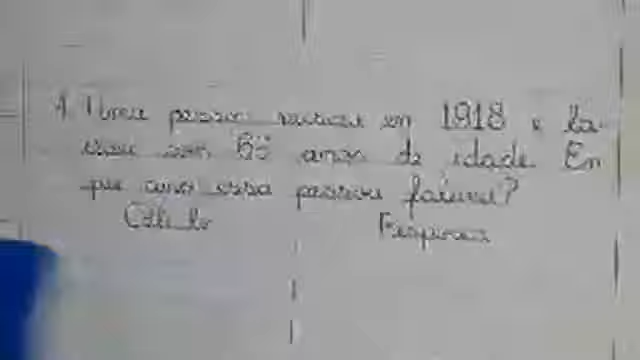 1. Uma pessoa nasceu em 1918 e fa-
leceu com anos de idade. Em
que ano essa pessoa faleceu?
Cálculo Resposta